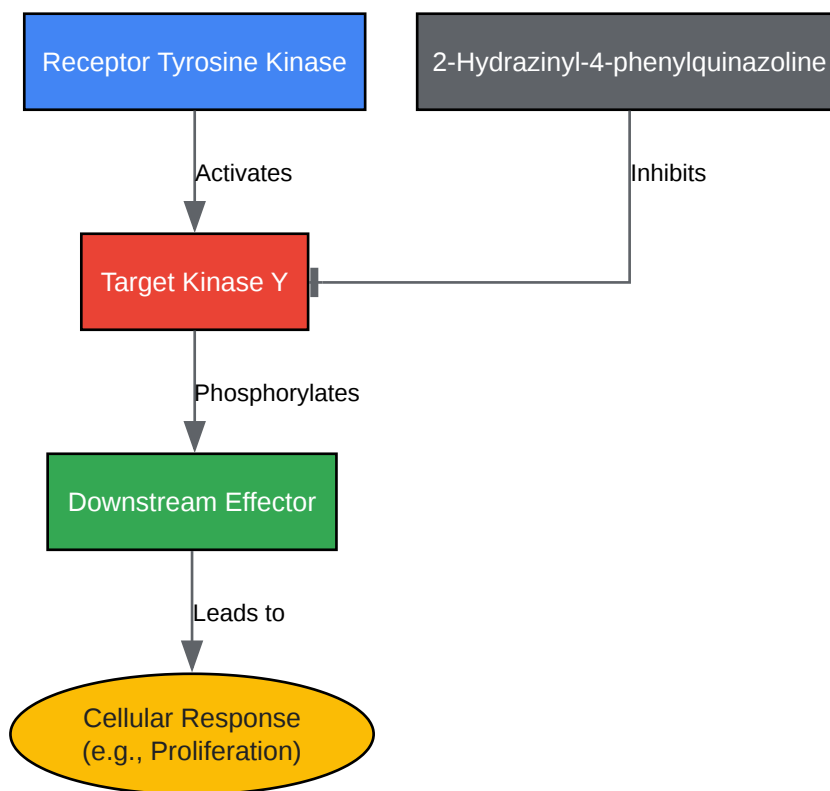 Receptor Tyrosine Kinase
2-Hydrazinyl-4-phenylquinazoline
Activates
Inhibits
Target Kinase Y
Phosphorylates
Downstream Effector
Leads to
Cellular Response
(e.g., Proliferation)